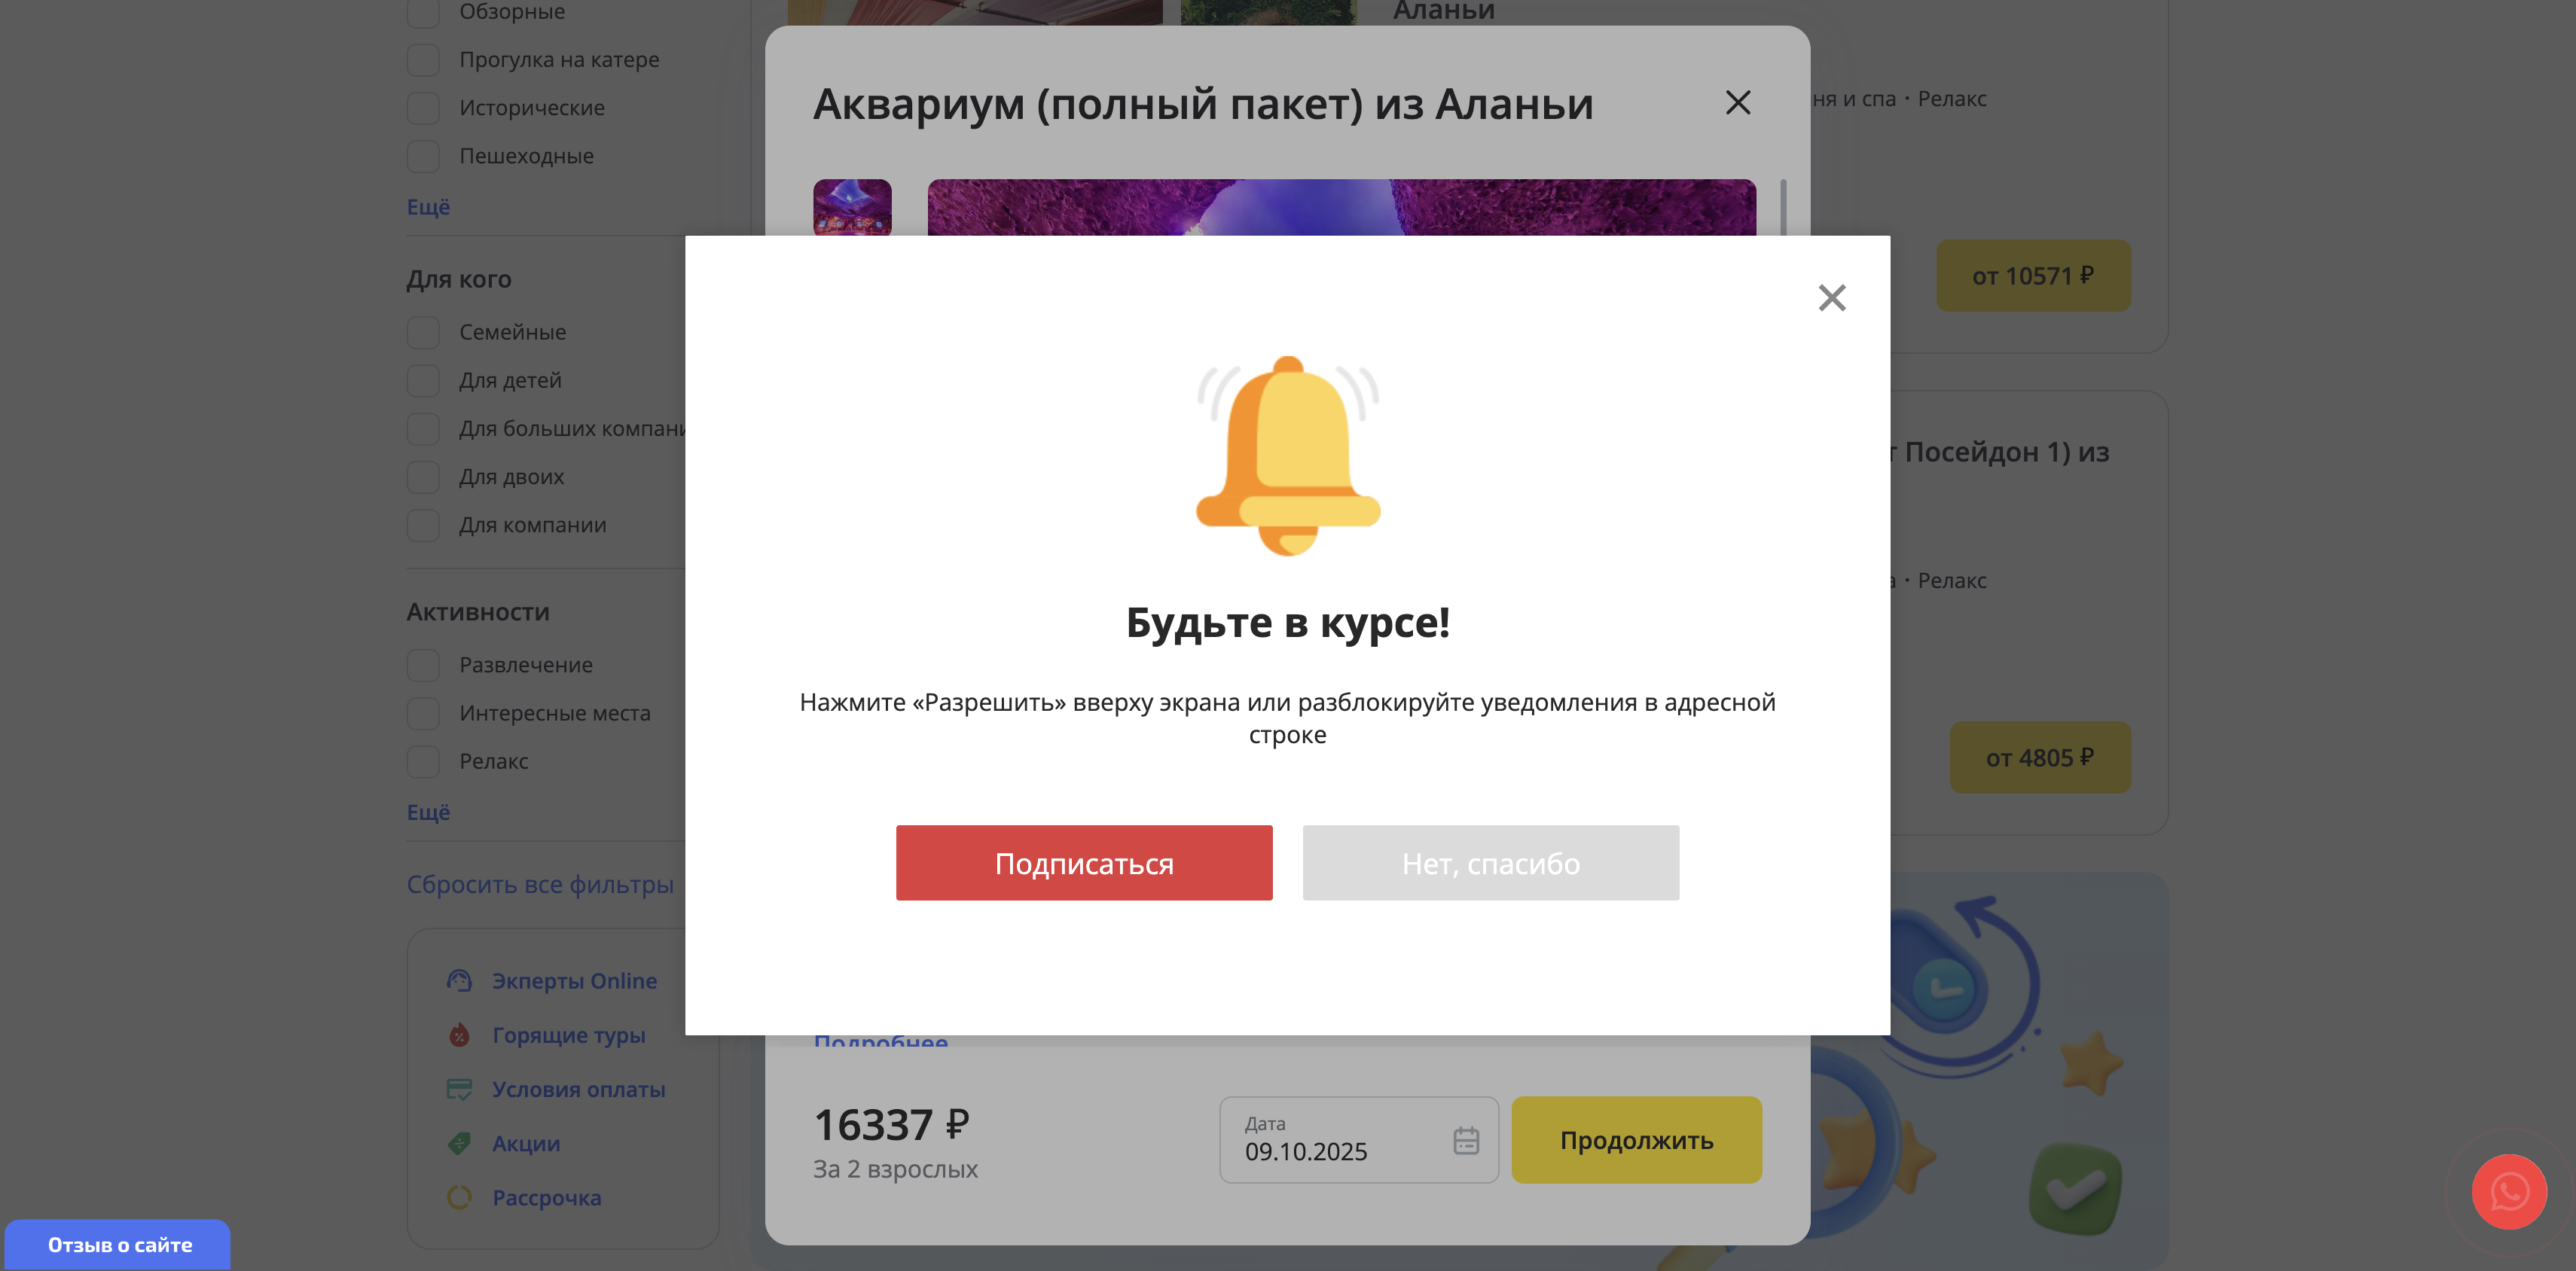 Обзорные
Прогулка на катере
Исторические
Пешеходные
Ещё
Для кого
Семейные
Для детей
Для больших компани
Для двоих
Для компании
Активности
Развлечение
Интересные места
Релакс
Ещё
Сбросить все фильтры
Эксперты Online
Горящие туры
Условия оплаты
Акции
Рассрочка
Отзыв о сайте
Аланьи
Аквариум (полный пакет) из Аланьи
ня и спа • Релакс
от 10571 ₽
Будьте в курсе!
Нажмите «Разрешить» вверху экрана или разблокируйте уведомления в адресной
строке
Подписаться
Нет, спасибо
т Посейдон 1) из
а • Релакс
от 4805 ₽
Подробнее
16337 ₽
За 2 взрослых
Дата
09.10.2025
Продолжить